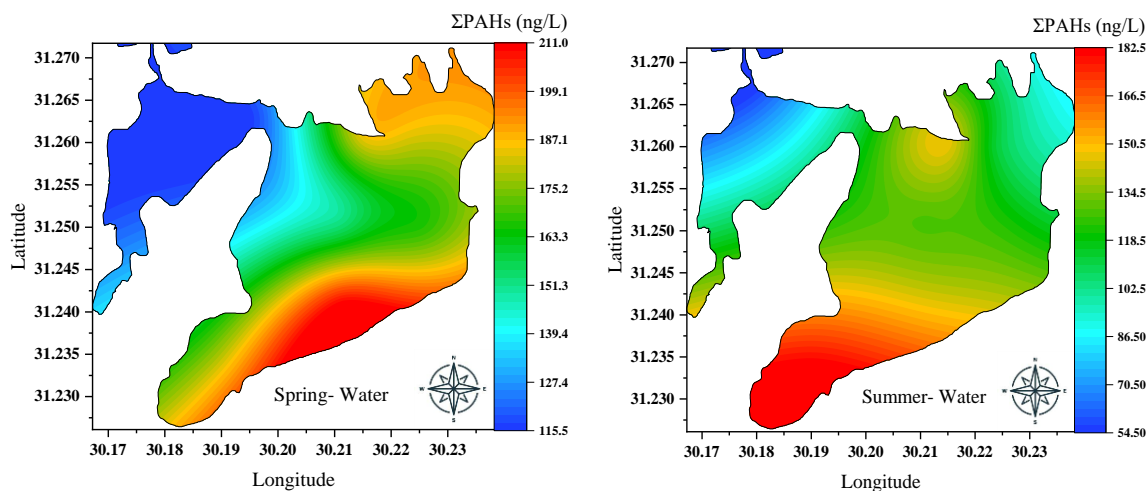 ΣPAHs (ng/L)
211.0
199.1
187.1
175.2
163.3
151.3
139.4
127.4
115.5
Latitude
31.270
31.265
31.260
31.255
31.250
31.245
31.240
31.235
31.230
30.17 30.18 30.19 30.20 30.21 30.22 30.23
Longitude
Spring- Water
N
W E
S
ΣPAHs (ng/L)
182.5
166.5
150.5
134.5
118.5
102.5
86.50
70.50
54.50
Latitude
31.270
31.265
31.260
31.255
31.250
31.245
31.240
31.235
31.230
30.17 30.18 30.19 30.20 30.21 30.22 30.23
Longitude
Summer- Water
N
W E
S